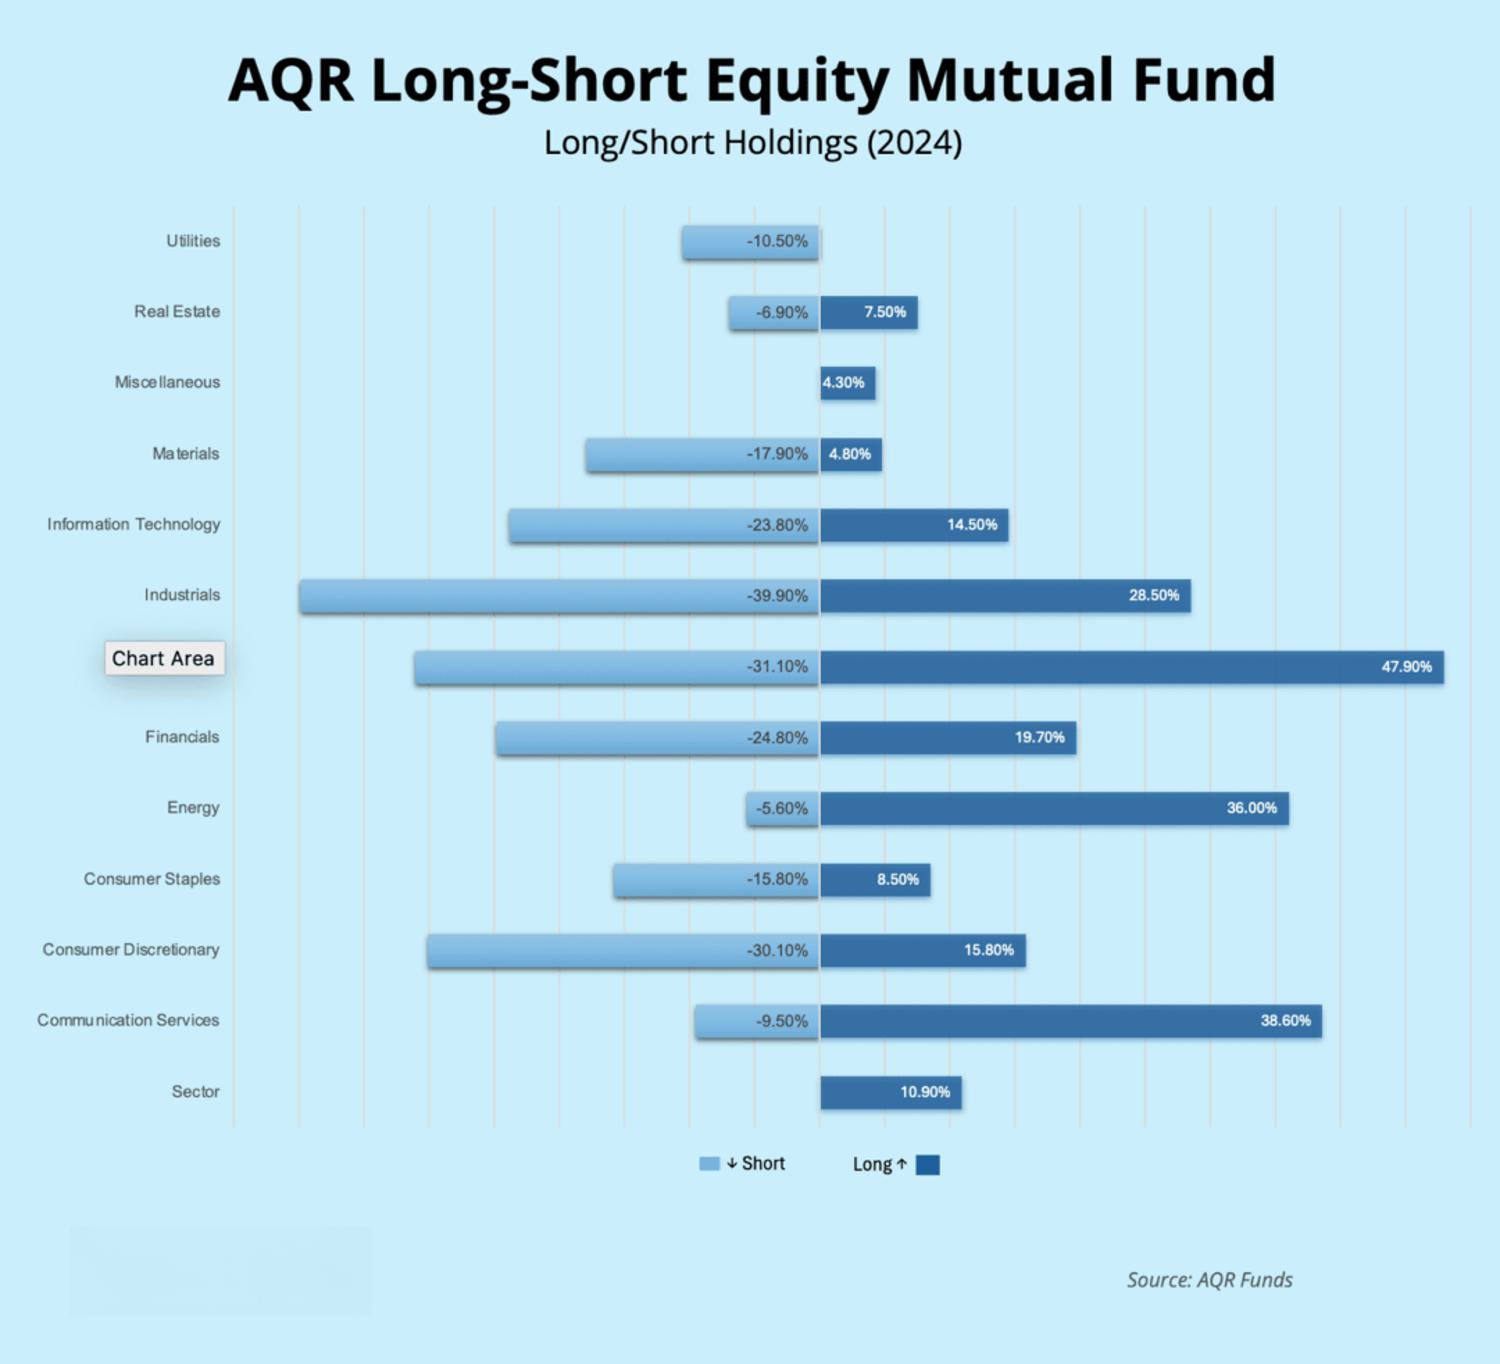 AQR Long-Short Equity Mutual Fund
Long/Short Holdings (2024)
Utilities -10.50%
Real Estate -6.90% 7.50%
Miscellaneous 4.30%
Materials -17.90% 4.80%
Information Technology -23.80% 14.50%
Industrials -39.90% 28.50%
Chart Area -31.10% 47.90%
Financials -24.80% 19.70%
Energy -5.60% 36.00%
Consumer Staples -15.80% 8.50%
Consumer Discretionary -30.10% 15.80%
Communication Services -9.50% 38.60%
Sector 10.90%
↓ Short Long ↑
Source: AQR Funds